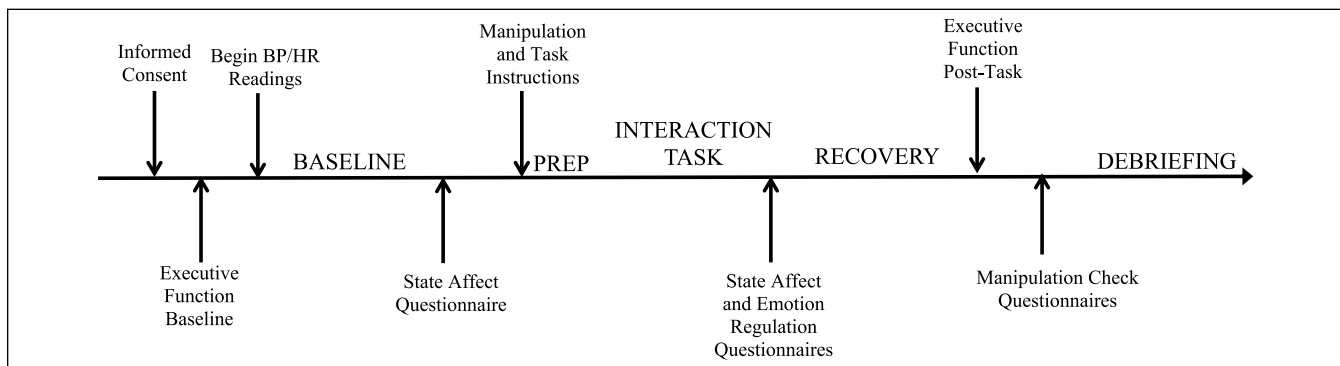 Informed
Consent
Begin BP/HR
Readings
Manipulation
and Task
Instructions
Executive
Function
Post-Task
BASELINE
PREP
INTERACTION
TASK
RECOVERY
DEBRIEFING
Executive
Function
Baseline
State Affect
Questionnaire
State Affect
and Emotion
Regulation
Questionnaires
Manipulation Check
Questionnaires